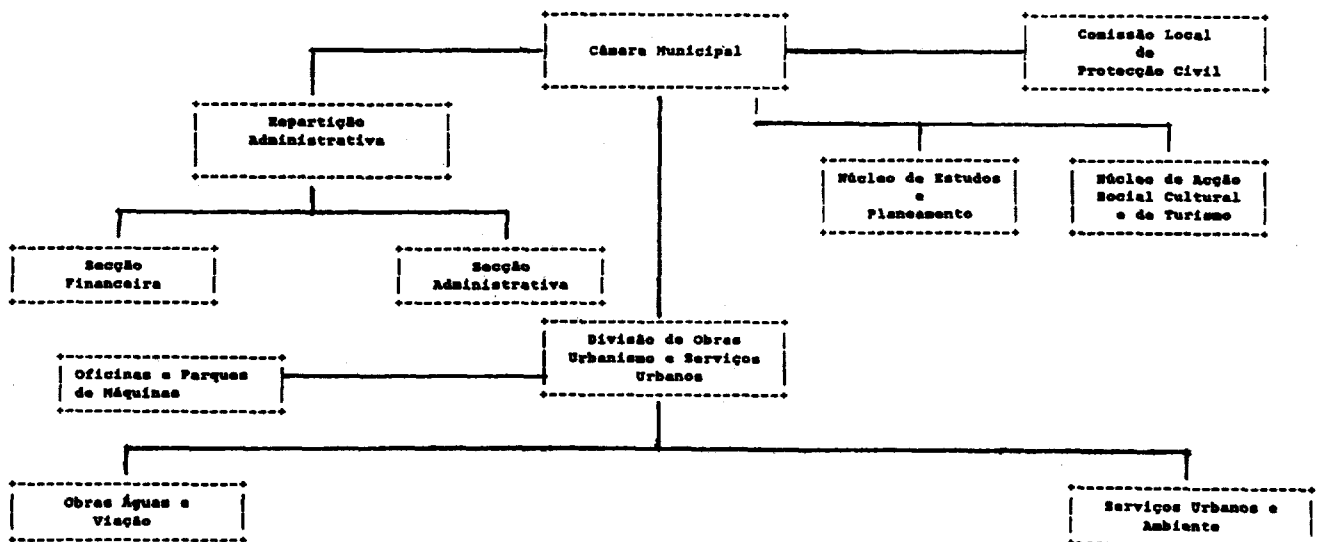 Câmara Municipal
Comissão Local
de
Protecção Civil
Repartição
Administrativa
Núcleo de Estudos
e
Planeamento
Núcleo de Acção
Social Cultural
e de Turismo
Secção
Financeira
Secção
Administrativa
Divisão de Obras
Urbanismo e Serviços
Urbanos
Oficinas e Parques
de Máquinas
Obras Águas e
Viação
Serviços Urbanos e
Ambiente